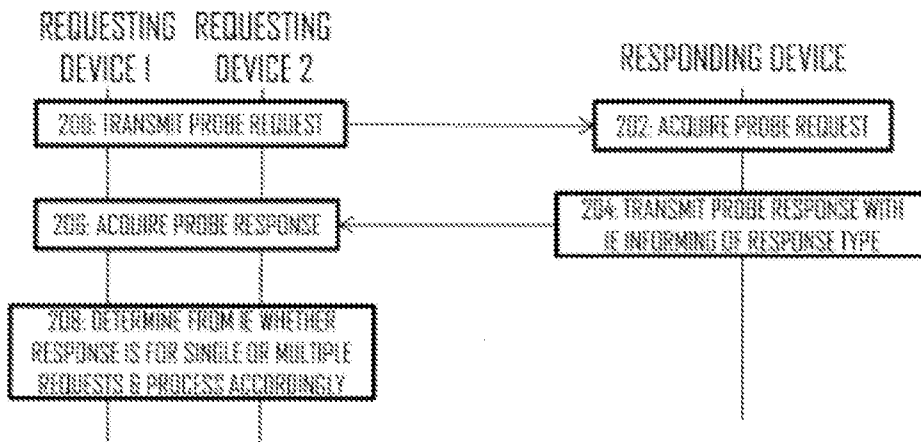 REQUESTING REQUESTING
DEVICE 1 DEVICE 2
RESPONDING DEVICE
200: TRANSMIT PROBE REQUEST
202: ACQUIRE PROBE REQUEST
204: TRANSMIT PROBE RESPONSE WITH
IE INFORMING OF RESPONSE TYPE
206: ACQUIRE PROBE RESPONSE
208: DETERMINE FROM IE WHETHER
RESPONSE IS FOR SINGLE OR MULTIPLE
REQUESTS & PROCESS ACCORDINGLY